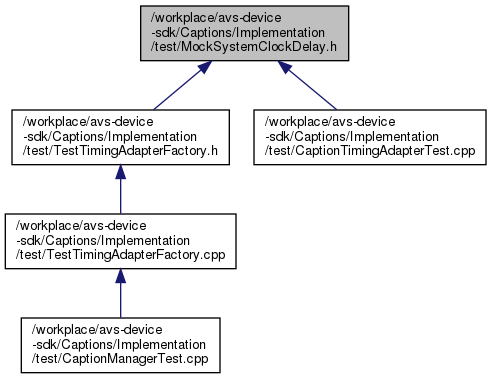 /workplace/avs-device
-sdk/Captions/Implementation
/test/MockSystemClockDelay.h
/workplace/avs-device
-sdk/Captions/Implementation
/test/TestTimingAdapterFactory.h
/workplace/avs-device
-sdk/Captions/Implementation
/test/CaptionTimingAdapterTest.cpp
/workplace/avs-device
-sdk/Captions/Implementation
/test/TestTimingAdapterFactory.cpp
/workplace/avs-device
-sdk/Captions/Implementation
/test/CaptionManagerTest.cpp